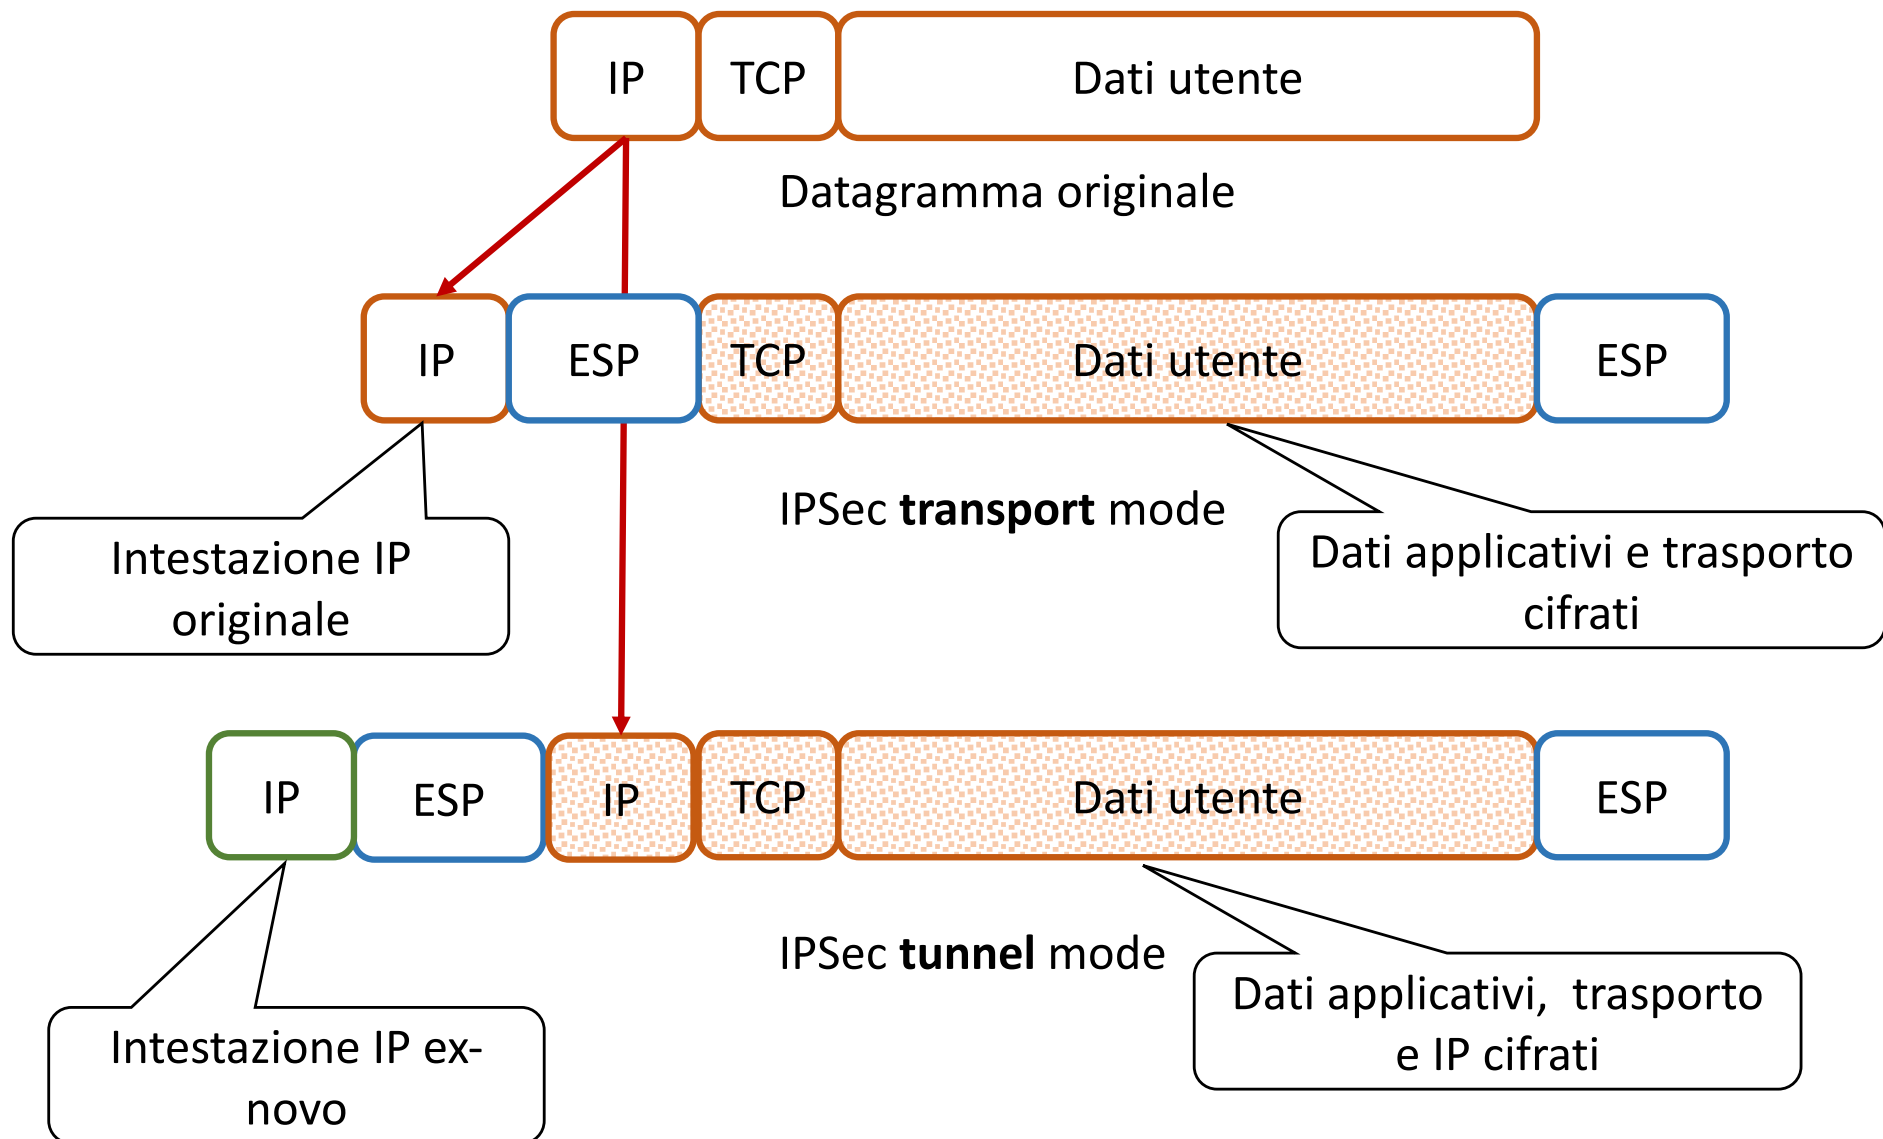 IP TCP Dati utente
Datagramma originale
IP ESP TCP Dati utente ESP
IPSec transport mode
Intestazione IP
originale
Dati applicativi e trasporto
cifrati
IP ESP IP TCP Dati utente ESP
IPSec tunnel mode
Intestazione IP ex-
novo
Dati applicativi,  trasporto
e IP cifrati